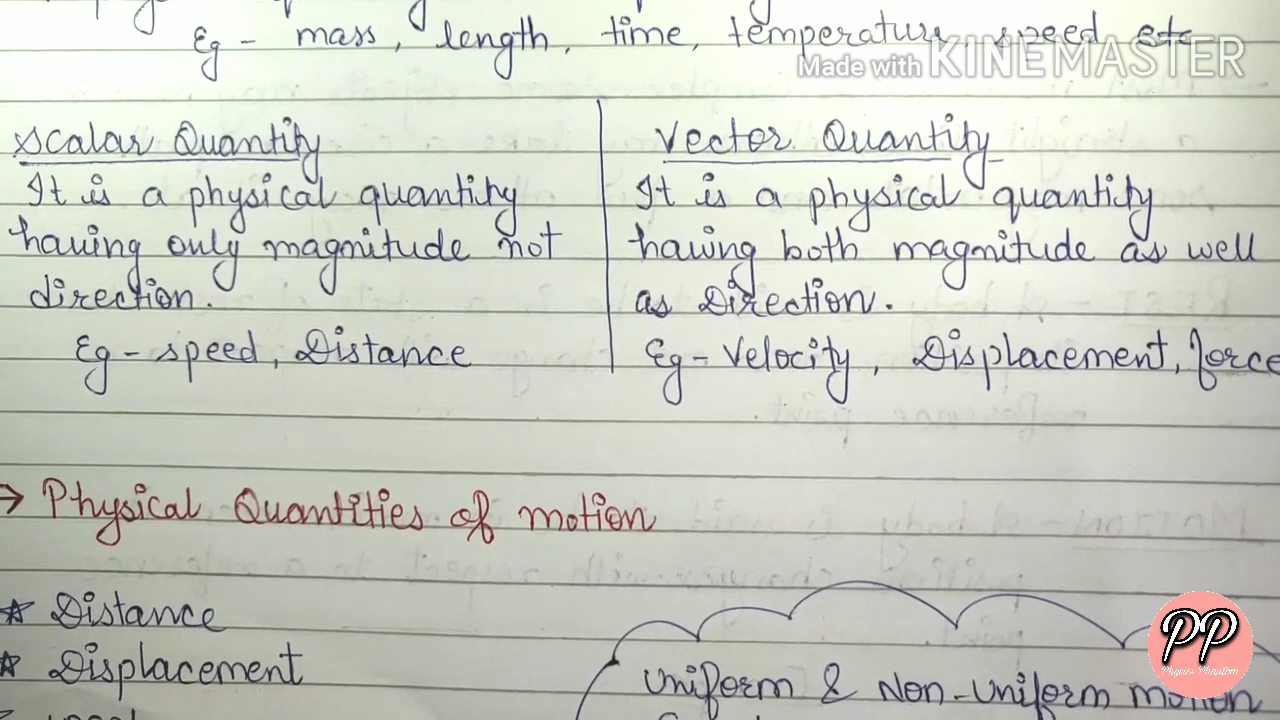 Eg - mass, length, time, temperature, speed etc
Made with KINEMASTER
Scalar Quantity
It is a physical quantity
having only magnitude not
direction.
Eg - speed, Distance
Vector Quantity
It is a physical quantity
having both magnitude as well
as Direction.
Eg - Velocity, Displacement, force
→ Physical Quantities of motion
★ Distance
★ Displacement
Uniform & Non-Uniform motion
PP
Physics Phantom